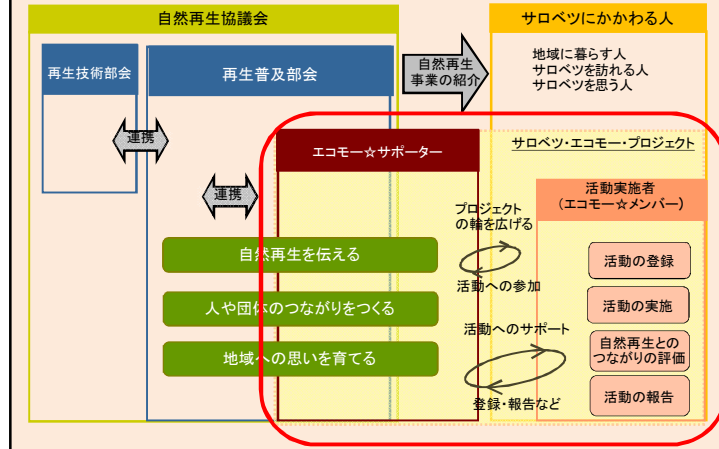 自然再生協議会
サロベツにかかわる人
再生技術部会
再生普及部会
自然再生
事業の紹介
地域に暮らす人
サロベツを訪れる人
サロベツを思う人
連携
エコモー☆サポーター
サロベツ・エコモー・プロジェクト
連携
活動実施者
(エコモー☆メンバー)
プロジェクト
の輪を広げる
自然再生を伝える
活動の登録
活動への参加
人や団体のつながりをつくる
活動の実施
活動へのサポート
地域への思いを育てる
自然再生との
つながりの評価
登録・報告など
活動の報告